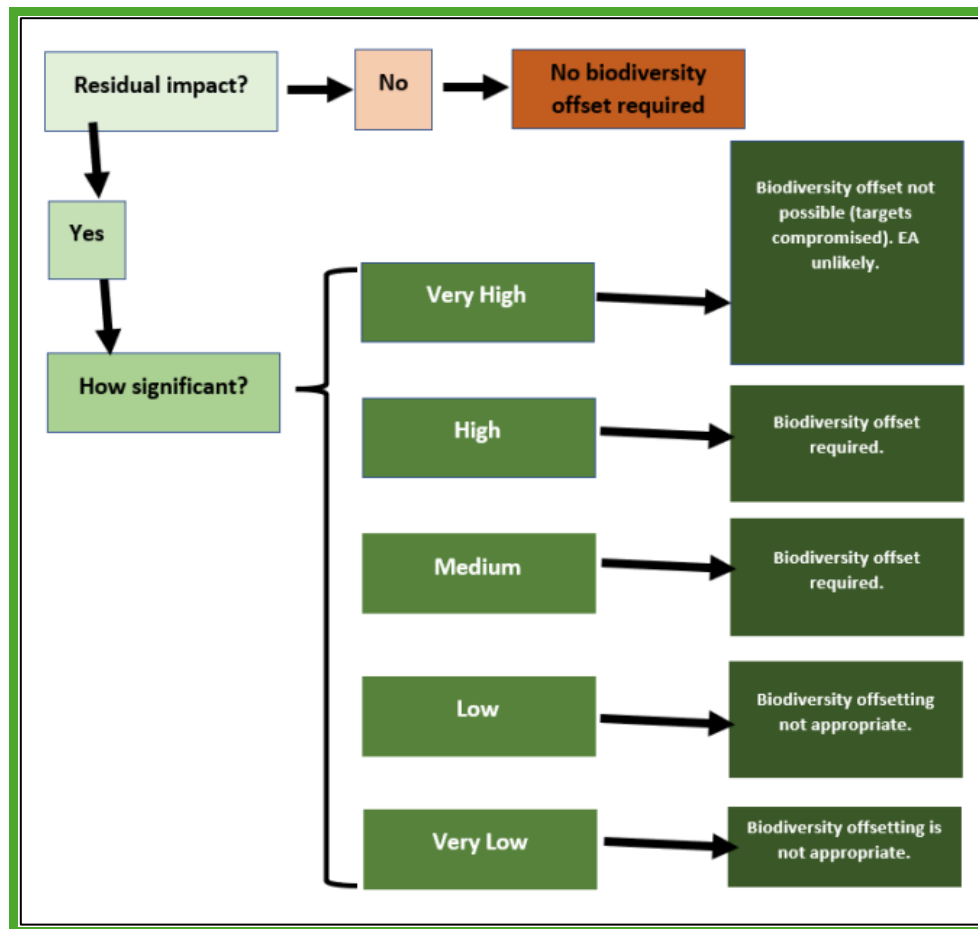 Residual impact?
No
No biodiversity
offset required
Yes
How significant?
Very High
Biodiversity offset not
possible (targets
compromised). EA
unlikely.
High
Biodiversity offset
required.
Medium
Biodiversity offset
required.
Low
Biodiversity offsetting
not appropriate.
Very Low
Biodiversity offsetting is
not appropriate.